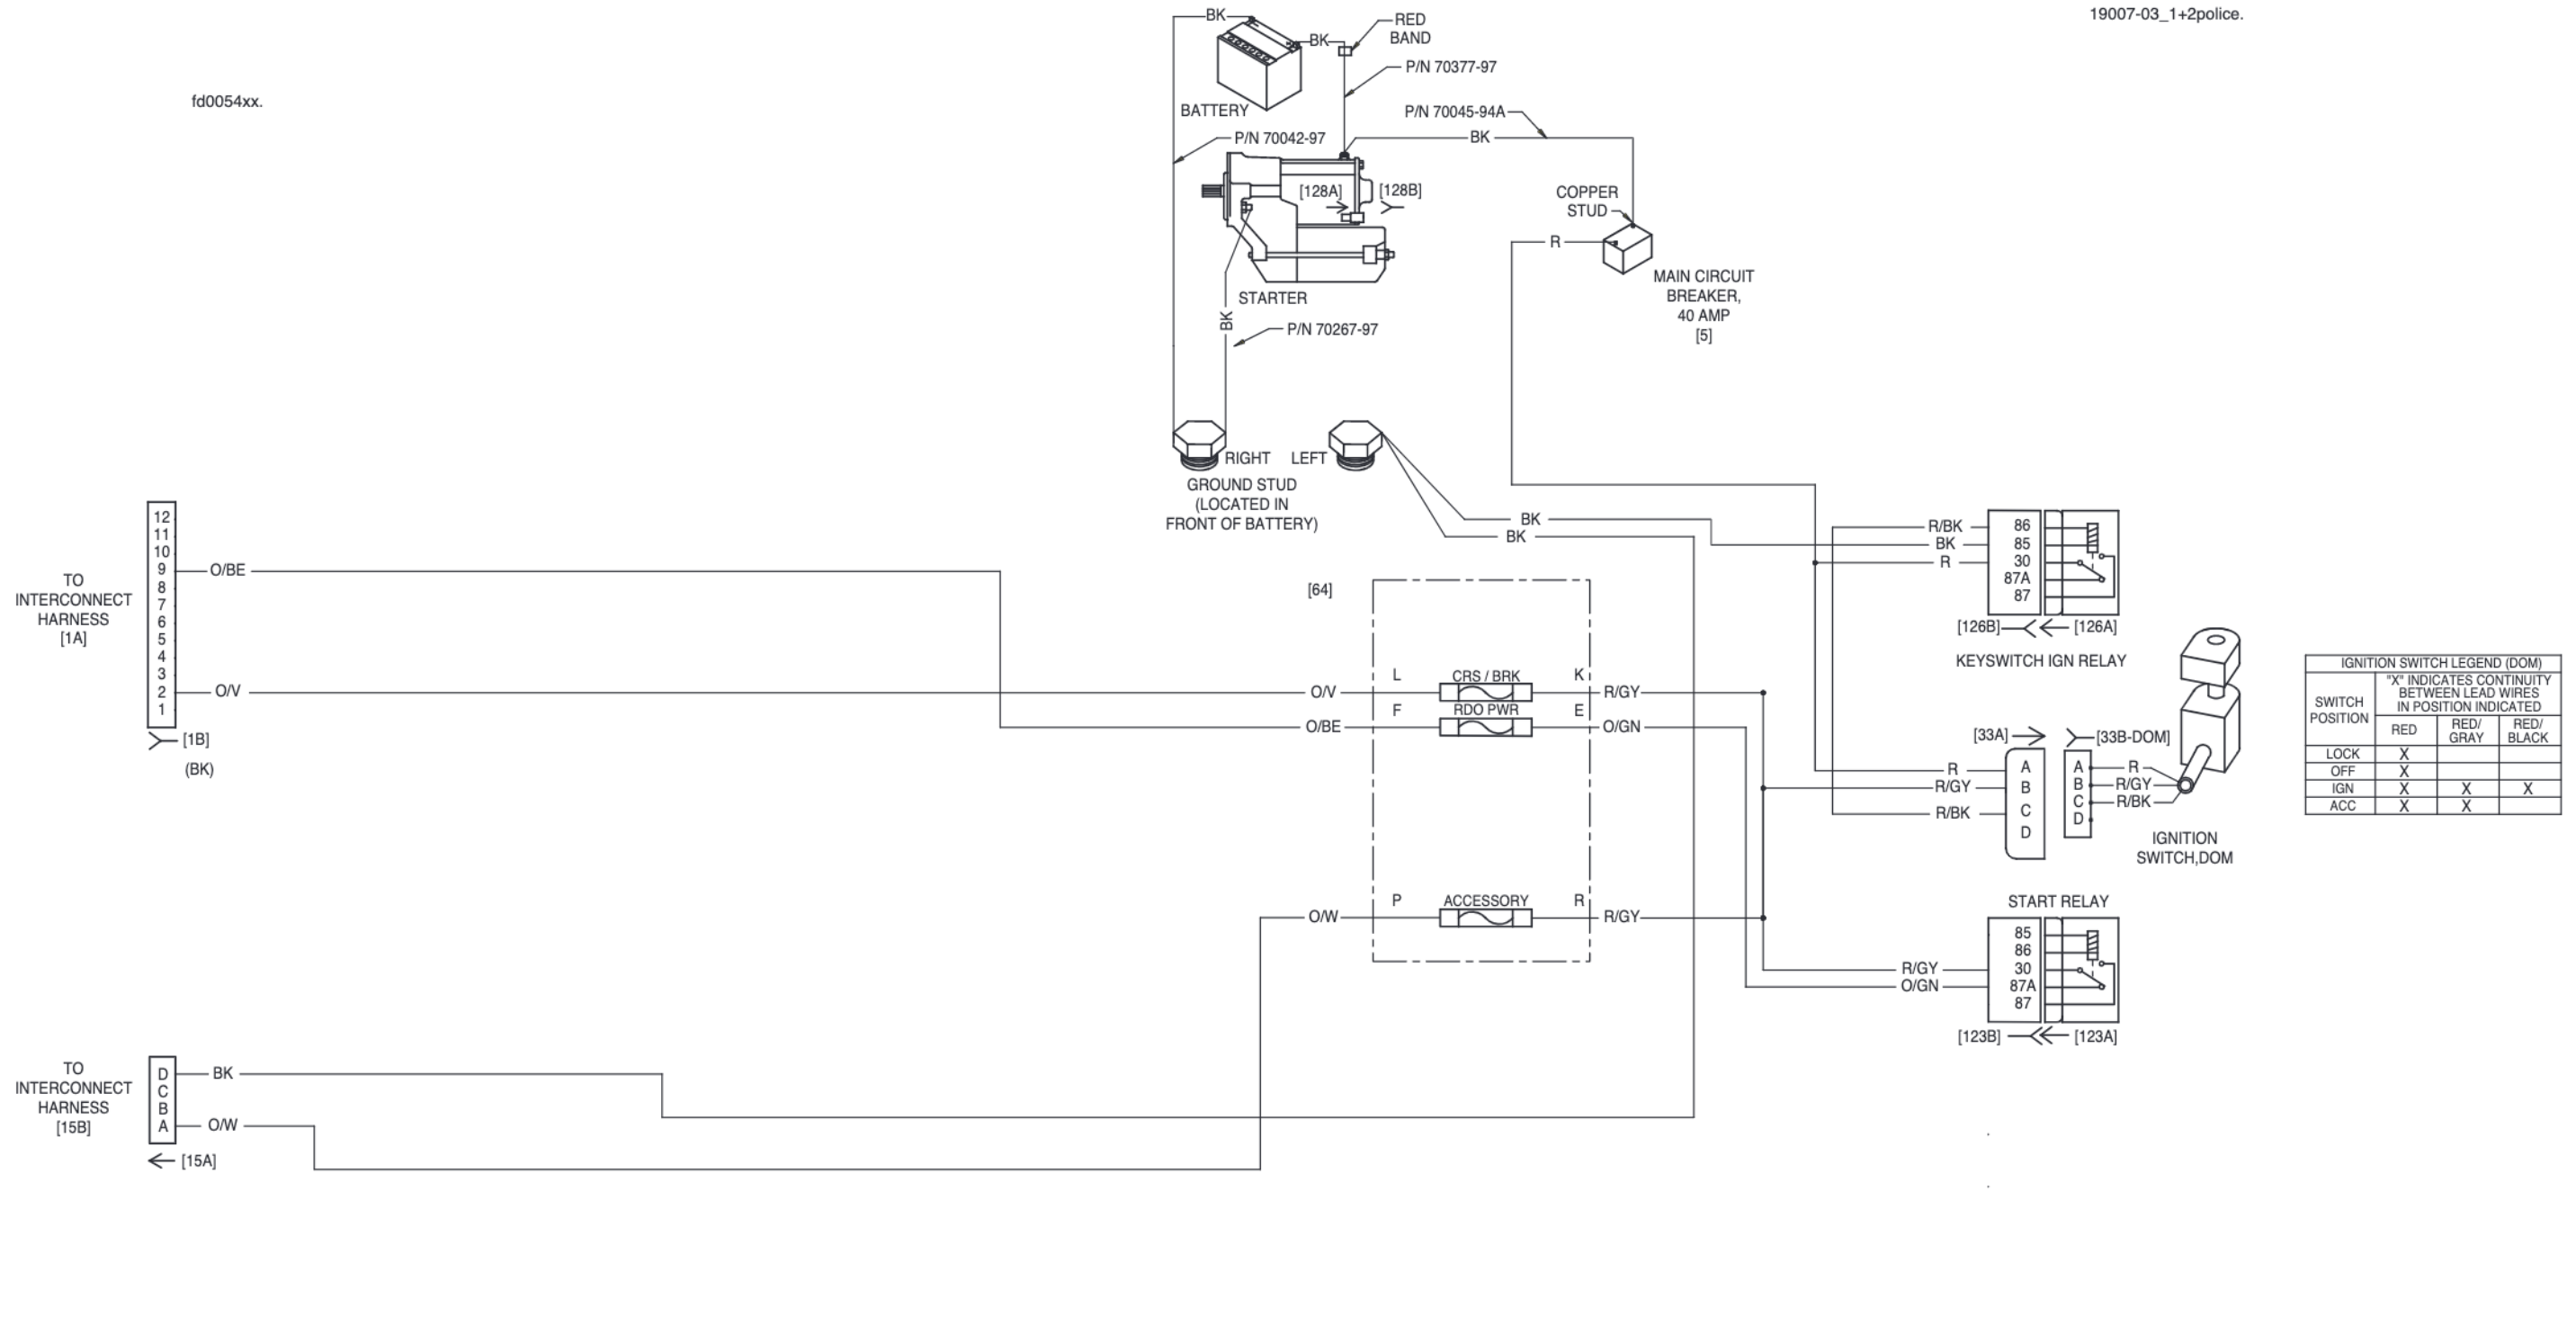 19007-03_1+2police.
fd0054xx.
BK
BK
RED
BAND
P/N 70377-97
BATTERY
P/N 70045-94A
BK
P/N 70042-97
[128A]
[128B]
COPPER
STUD
R
STARTER
MAIN CIRCUIT
BREAKER,
40 AMP
[5]
BK
P/N 70267-97
RIGHT
LEFT
GROUND STUD
(LOCATED IN
FRONT OF BATTERY)
BK
BK
TO
INTERCONNECT
HARNESS
[1A]
12
11
10
9
8
7
6
5
4
3
2
1
O/BE
O/V
[1B]
(BK)
[64]
L
CRS / BRK
K
O/V
R/GY
F
RDO PWR
E
O/BE
O/GN
P
ACCESSORY
R
O/W
R/GY
R/BK
BK
R
86
85
30
87A
87
[126B]
[126A]
KEYSWITCH IGN RELAY
[33A]
[33B-DOM]
R
R/GY
R/BK
A
B
C
D
A
B
C
D
R
R/GY
R/BK
IGNITION
SWITCH,DOM
IGNITION SWITCH LEGEND (DOM)
SWITCH
POSITION
"X" INDICATES CONTINUITY
BETWEEN LEAD WIRES
IN POSITION INDICATED
RED
RED/
GRAY
RED/
BLACK
LOCK X
OFF X
IGN X X X
ACC X X
START RELAY
85
86
30
87A
87
R/GY
O/GN
[123B]
[123A]
TO
INTERCONNECT
HARNESS
[15B]
D
C
B
A
BK
O/W
[15A]